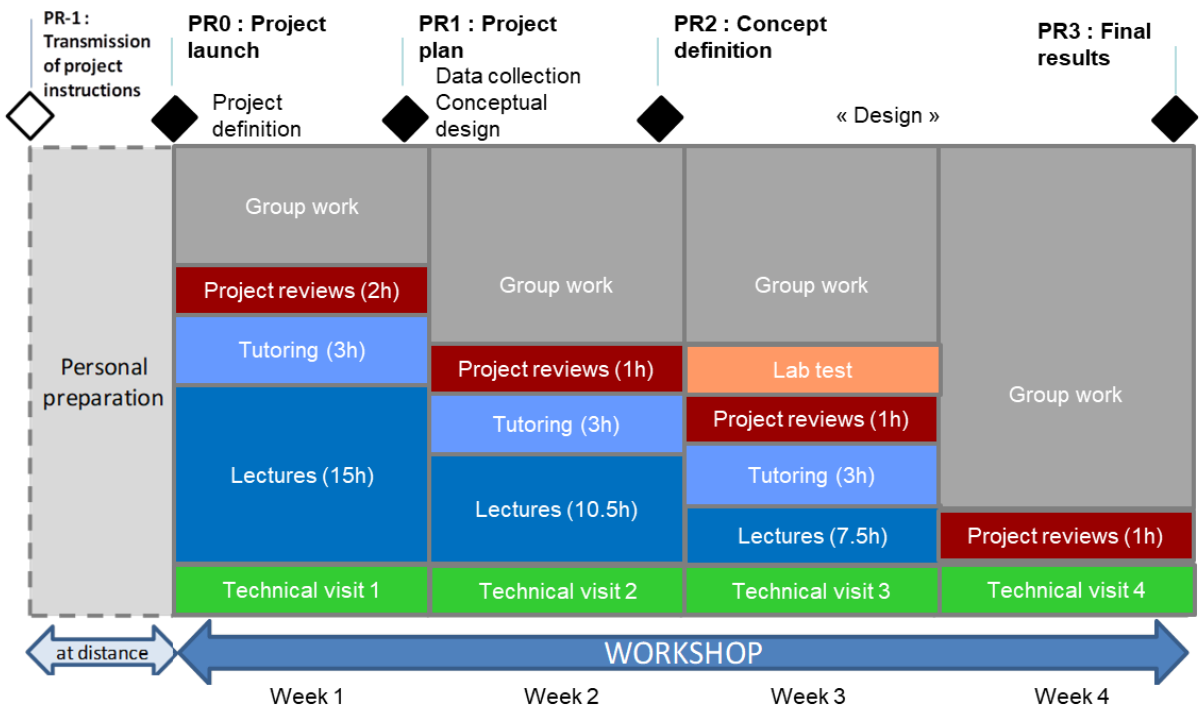 PR-1 :
Transmission
of project
instructions
PR0 : Project
launch
Project
definition
PR1 : Project
plan
Data collection
Conceptual
design
PR2 : Concept
definition
« Design »
PR3 : Final
results
Personal
preparation
Group work
Project reviews (2h)
Tutoring (3h)
Lectures (15h)
Technical visit 1
Group work
Project reviews (1h)
Tutoring (3h)
Lectures (10.5h)
Technical visit 2
Group work
Lab test
Project reviews (1h)
Tutoring (3h)
Lectures (7.5h)
Technical visit 3
Group work
Project reviews (1h)
Technical visit 4
at distance
WORKSHOP
Week 1
Week 2
Week 3
Week 4